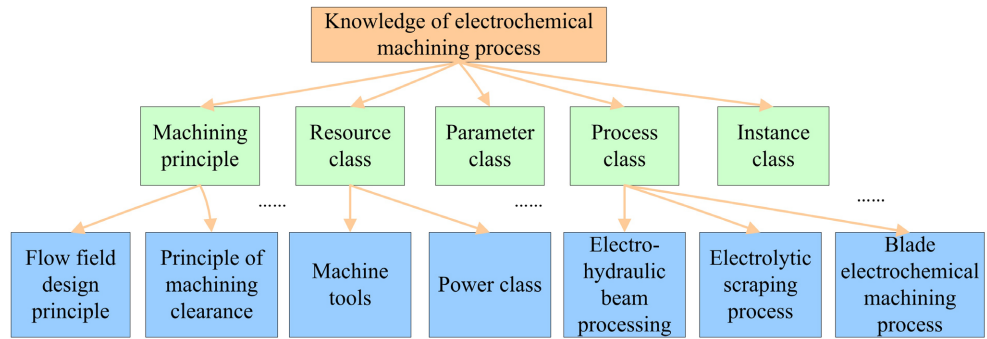 Knowledge of electrochemical
machining process
Machining
principle
Resource
class
Parameter
class
Process
class
Instance
class
......
......
......
Flow field
design
principle
Principle of
machining
clearance
Machine
tools
Power class
Electro-
hydraulic
beam
processing
Electrolytic
scraping
process
Blade
electrochemical
machining
process